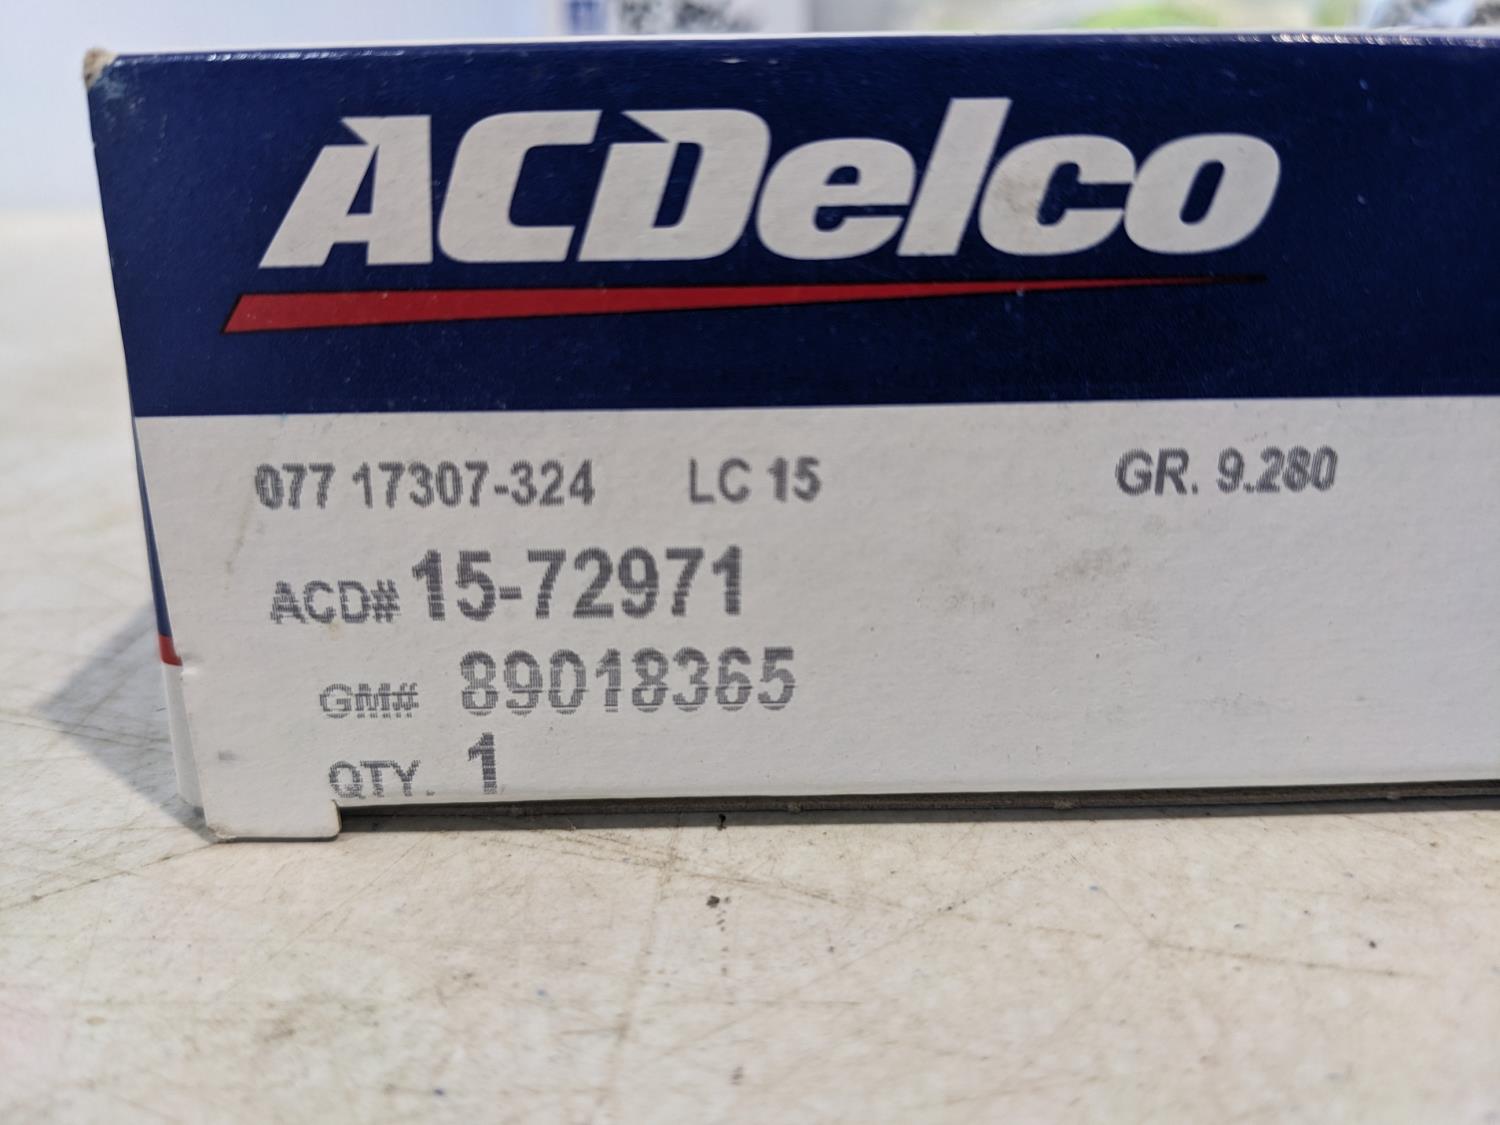 ACDelco
077 17307-324 LC 15 GR. 9.280
ACD# 15-72971
GM# 89018365
QTY. 1